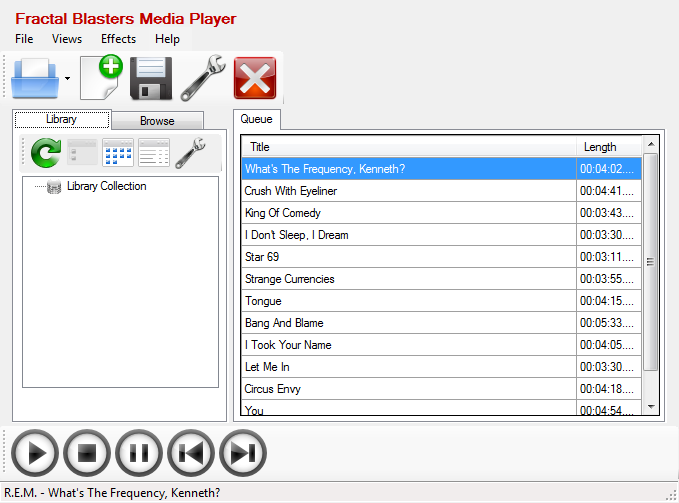 Fractal Blasters Media Player
File Views Effects Help
Library Browse Queue
Library Collection
Title Length
What's The Frequency, Kenneth? 00:04:02....
Crush With Eyeliner 00:04:41....
King Of Comedy 00:03:43....
I Don't Sleep, I Dream 00:03:30....
Star 69 00:03:11....
Strange Currencies 00:03:55....
Tongue 00:04:15....
Bang And Blame 00:05:33....
I Took Your Name 00:04:05....
Let Me In 00:03:30....
Circus Envy 00:04:18....
You 00:04:54....
R.E.M. - What's The Frequency, Kenneth?